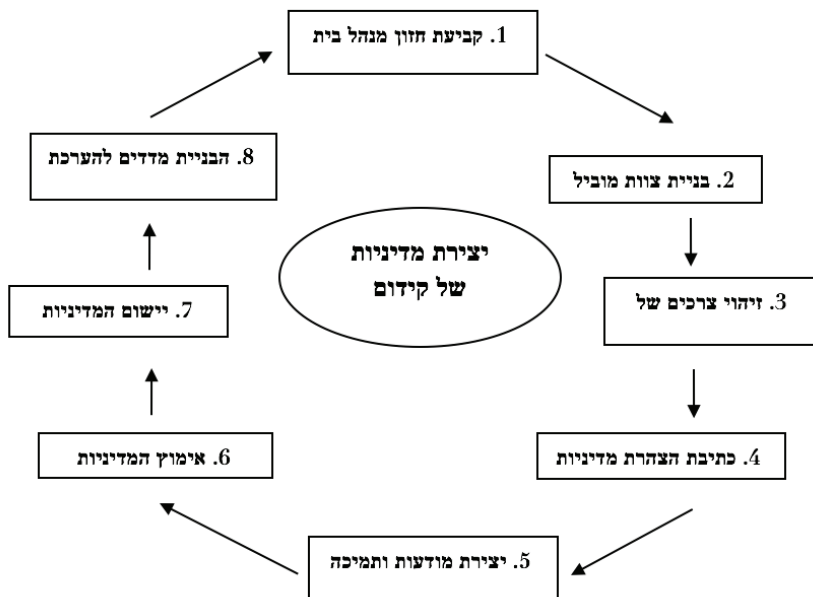 1. קביעת חזון מנהל בית
2. בניית צוות מוביל
3. זיהוי צרכים של
4. כתיבת הצהרת מדיניות
5. יצירת מודעות ותמיכה
6. אימוץ המדיניות
7. יישום המדיניות
8. הבניית מדדים להערכת
יצירת מדיניות
של קידום